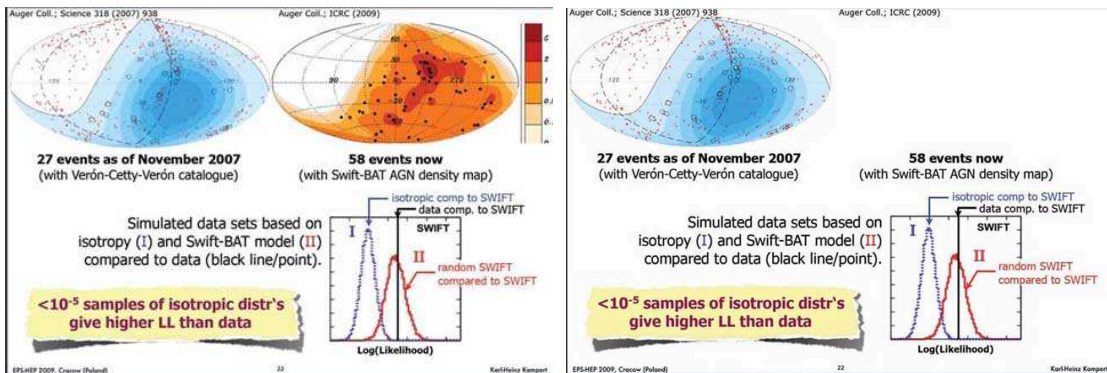 Auger Coll.; Science 318 (2007) 938
Auger Coll.; ICRC (2009)
27 events as of November 2007
(with Verón-Cetty-Verón catalogue)
58 events now
(with Swift-BAT AGN density map)
Simulated data sets based on
isotropy (I) and Swift-BAT model (II)
compared to data (black line/point).
<10-5 samples of isotropic distr's
give higher LL than data
isotropic comp to SWIFT
data comp. to SWIFT
SWIFT
I
II
random SWIFT
compared to SWIFT
Log(Likelihood)
EPS-HEP 2009, Cracow (Poland)
22
Karl-Heinz Kampert
Auger Coll.; Science 318 (2007) 938
Auger Coll.; ICRC (2009)
27 events as of November 2007
(with Verón-Cetty-Verón catalogue)
58 events now
(with Swift-BAT AGN density map)
Simulated data sets based on
isotropy (I) and Swift-BAT model (II)
compared to data (black line/point).
<10-5 samples of isotropic distr's
give higher LL than data
isotropic comp to SWIFT
data comp. to SWIFT
SWIFT
I
II
random SWIFT
compared to SWIFT
Log(Likelihood)
EPS-HEP 2009, Cracow (Poland)
22
Karl-Heinz Kampert